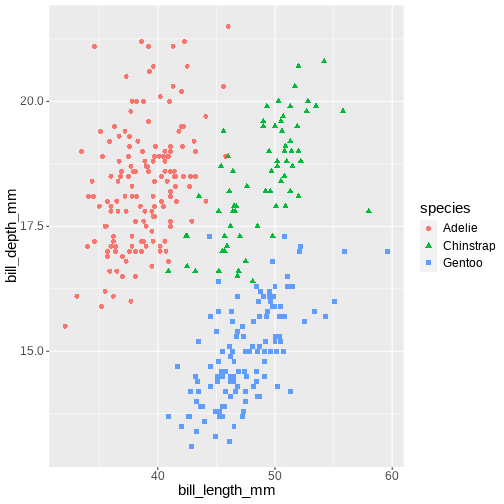 20.0
17.5
15.0
bill_depth_mm
40
50
60
bill_length_mm
species
Adelie
Chinstrap
Gentoo